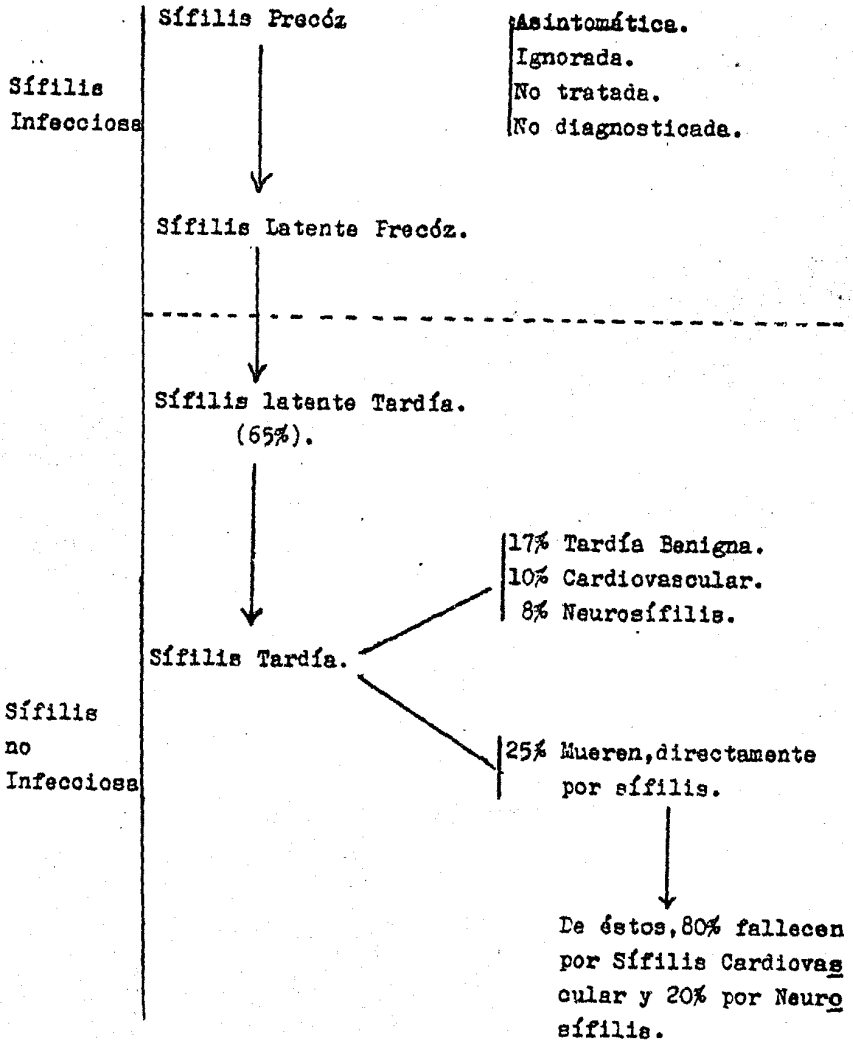 Sífilis Precóz
Asintomática.
Ignorada.
No tratada.
No diagnosticada.
Sífilis
Infecciosa
Sífilis Latente Precóz.
Sífilis latente Tardía.
(65%).
17% Tardía Benigna.
10% Cardiovascular.
8% Neurosífilis.
Sífilis Tardía.
Sífilis
no
Infecciosa
25% Mueren,directamente
por sífilis.
De éstos,80% fallecen
por Sífilis Cardiovas
cular y 20% por Neuro
sífilis.